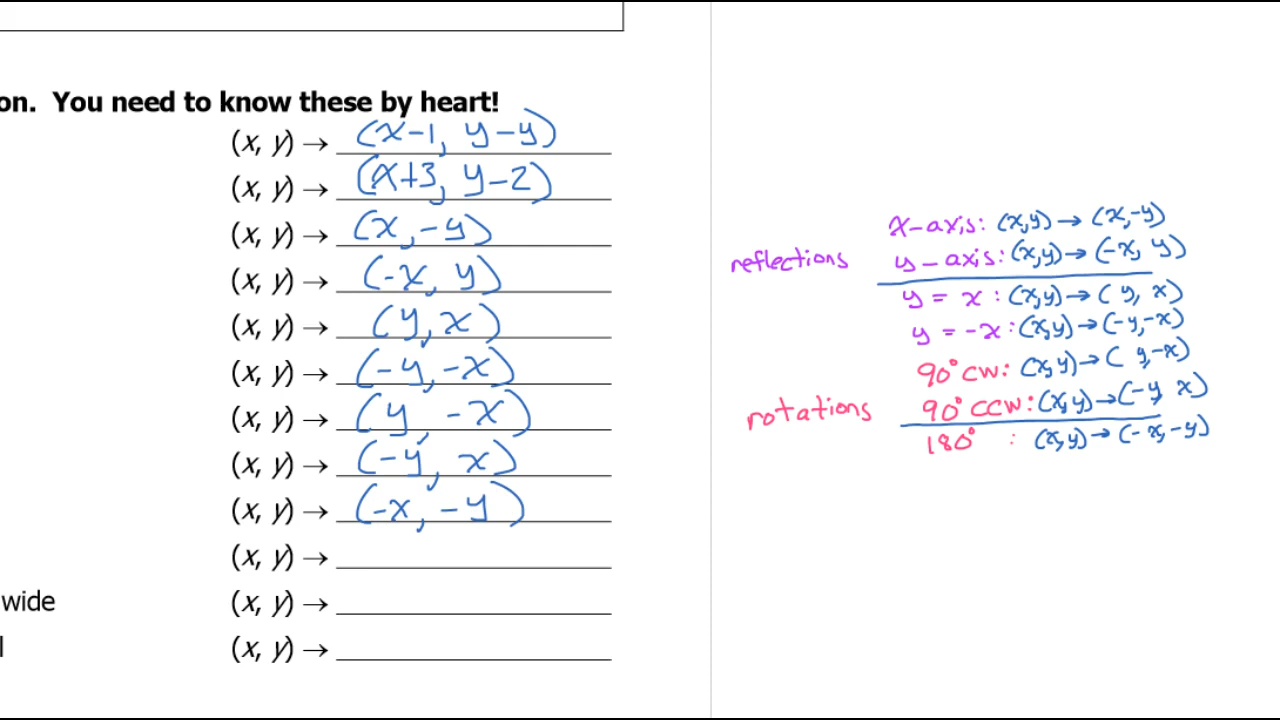 on. You need to know these by heart!
(x, y) → (x-1, y-y)
(x, y) → (x+3, y-2)
(x, y) → (x, -y)
(x, y) → (-x, y)
(x, y) → (y, x)
(x, y) → (-y, -x)
(x, y) → (y, -x)
(x, y) → (-y, x)
(x, y) → (-x, -y)
(x, y) →
wide (x, y) →
l (x, y) →
reflections
x-axis: (x,y) → (x,-y)
y-axis: (x,y) → (-x, y)
y = x : (x,y) → ( y, x)
y = -x : (x,y) → (-y,-x)
rotations
90° CW: (x,y) → ( y,-x)
90° CCW: (x,y) → (-y, x)
180° : (x,y) → (-x,-y)